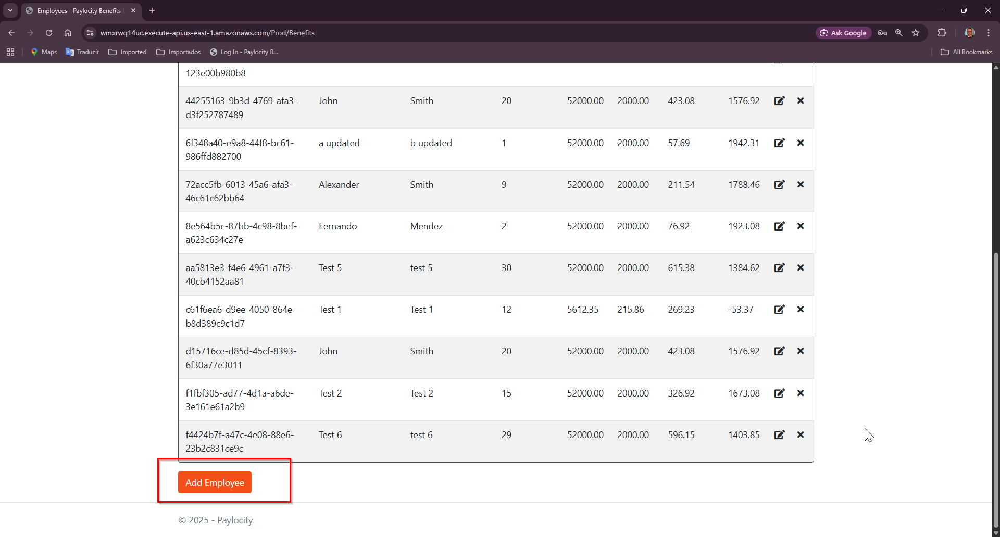 Employees - Paylocity Benefits
wmxrwq14uc.execute-api.us-east-1.amazonaws.com/Prod/Benefits
Ask Google
Maps
Traducir
Imported
Importados
Log In - Paylocity B...
All Bookmarks
123e00b980b8
44255163-9b3d-4769-afa3- John Smith 20 52000.00 2000.00 423.08 1576.92
d3f252787489
6f348a40-e9a8-44f8-bc61- a updated b updated 1 52000.00 2000.00 57.69 1942.31
986ffd882700
72acc5fb-6013-45a6-afa3- Alexander Smith 9 52000.00 2000.00 211.54 1788.46
46c61c62bb64
8e564b5c-87bb-4c98-8bef- Fernando Mendez 2 52000.00 2000.00 76.92 1923.08
a623c634c27e
aa5813e3-f4e6-4961-a7f3- Test 5 test 5 30 52000.00 2000.00 615.38 1384.62
40cb4152aa81
c61f6ea6-d9ee-4050-864e- Test 1 Test 1 12 5612.35 215.86 269.23 -53.37
b8d389c9c1d7
d15716ce-d85d-45cf-8393- John Smith 20 52000.00 2000.00 423.08 1576.92
6f30a77e3011
f1fbf305-ad77-4d1a-a6de- Test 2 Test 2 15 52000.00 2000.00 326.92 1673.08
3e161e61a2b9
f4424b7f-a47c-4e08-88e6- Test 6 test 6 29 52000.00 2000.00 596.15 1403.85
23b2c831ce9c
Add Employee
© 2025 - Paylocity